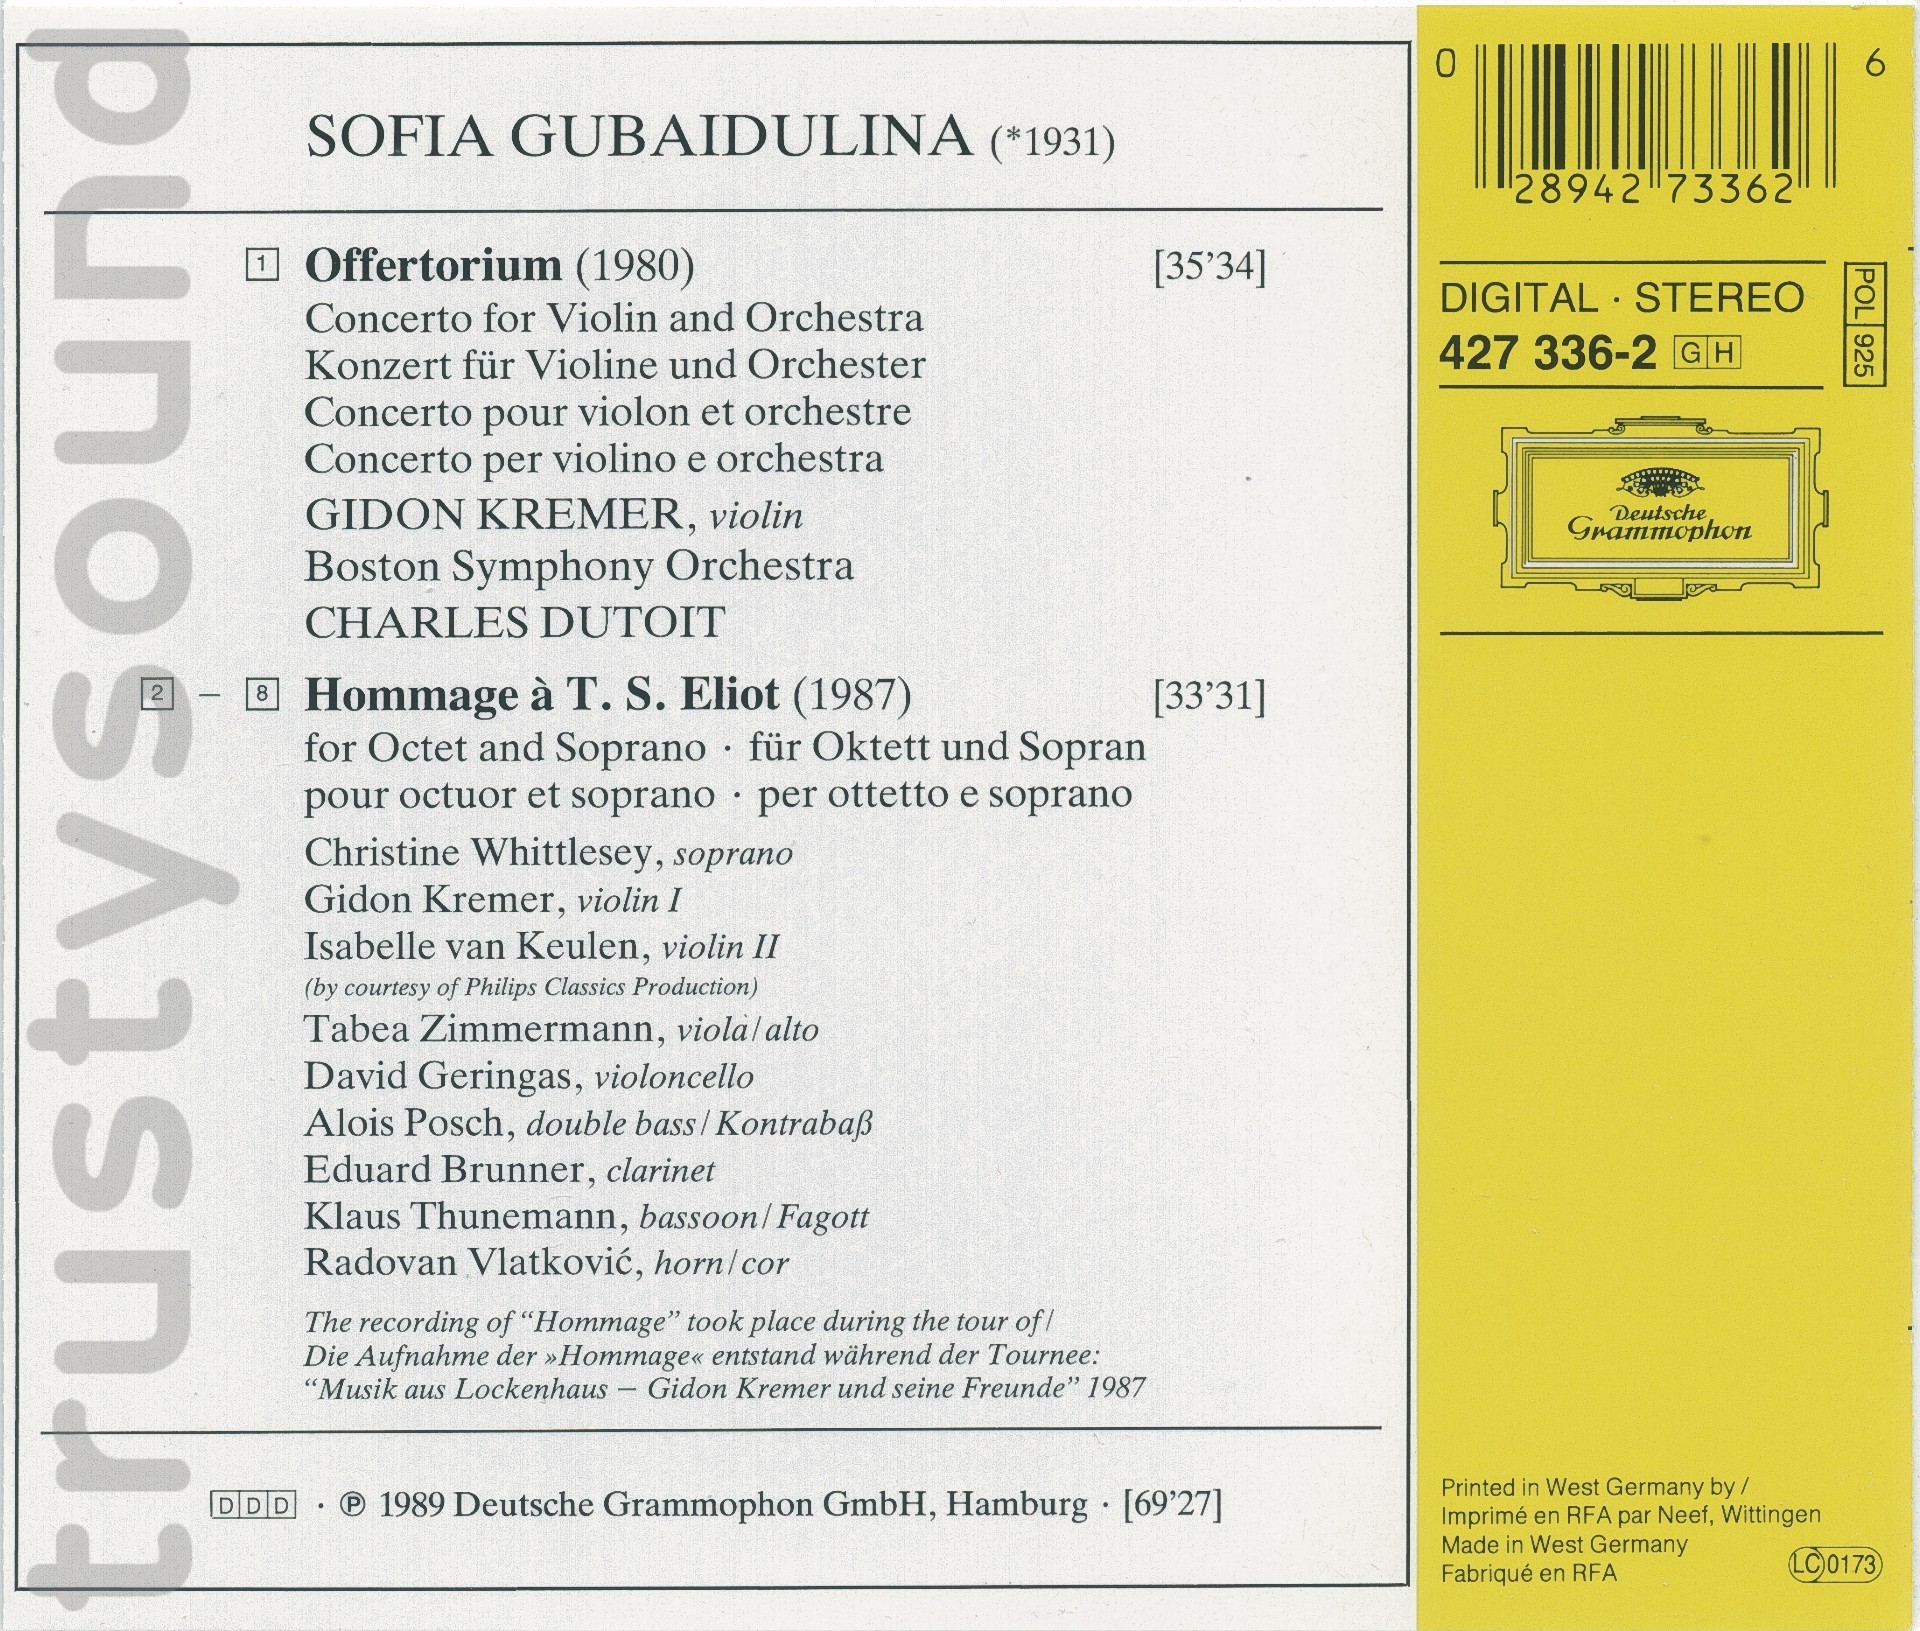 SOFIA GUBAIDULINA (*1931)
1 Offertorium (1980) [35’34]
Concerto for Violin and Orchestra
Konzert für Violine und Orchester
Concerto pour violon et orchestre
Concerto per violino e orchestra
GIDON KREMER, violin
Boston Symphony Orchestra
CHARLES DUTOIT
2 – 8 Hommage à T. S. Eliot (1987) [33’31]
for Octet and Soprano · für Oktett und Sopran
pour octuor et soprano · per ottetto e soprano
Christine Whittlesey, soprano
Gidon Kremer, violin I
Isabelle van Keulen, violin II
(by courtesy of Philips Classics Production)
Tabea Zimmermann, viola/alto
David Geringas, violoncello
Alois Posch, double bass/Kontrabaß
Eduard Brunner, clarinet
Klaus Thunemann, bassoon/Fagott
Radovan Vlatković, horn/cor
The recording of “Hommage” took place during the tour of/
Die Aufnahme der »Hommage« entstand während der Tournee:
“Musik aus Lockenhaus – Gidon Kremer und seine Freunde” 1987
DDD · ℗ 1989 Deutsche Grammophon GmbH, Hamburg · [69’27]
trustysound
0 28942 73362 6
DIGITAL · STEREO
427 336-2 GH
POL 925
Deutsche
Grammophon
Printed in West Germany by /
Imprimé en RFA par Neef, Wittingen
Made in West Germany
Fabriqué en RFA
LC 0173